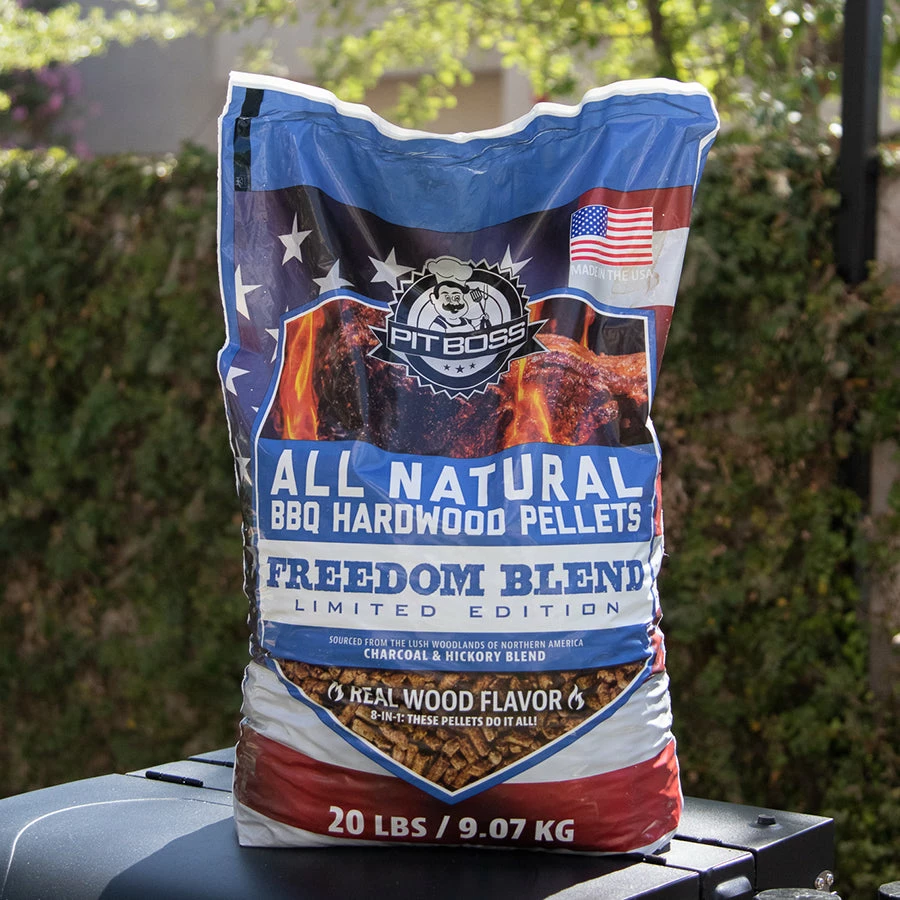 MADE IN THE USA
PIT BOSS
ALL NATURAL
BBQ HARDWOOD PELLETS
FREEDOM BLEND
LIMITED EDITION
SOURCED FROM THE LUSH WOODLANDS OF NORTHERN AMERICA
CHARCOAL & HICKORY BLEND
REAL WOOD FLAVOR
8-IN-1: THESE PELLETS DO IT ALL!
20 LBS / 9.07 KG